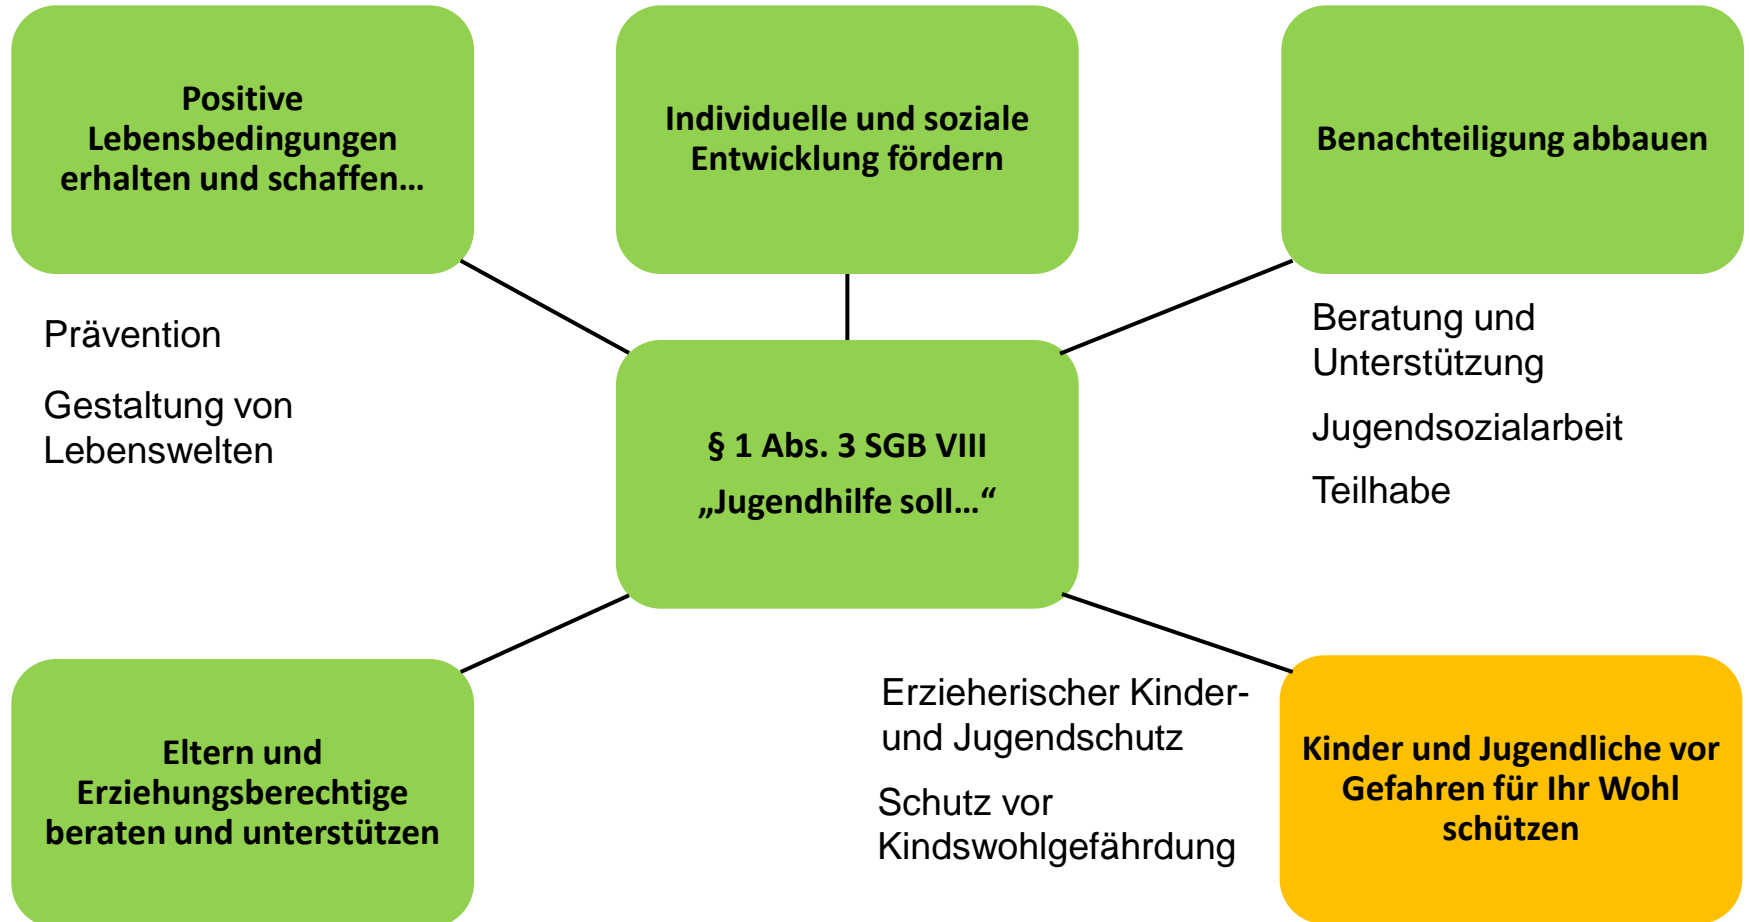 Positive
Lebensbedingungen
erhalten und schaffen…
Individuelle und soziale
Entwicklung fördern
Benachteiligung abbauen
Prävention
Gestaltung von
Lebenswelten
§ 1 Abs. 3 SGB VIII
„Jugendhilfe soll…“
Beratung und
Unterstützung
Jugendsozialarbeit
Teilhabe
Eltern und
Erziehungsberechtige
beraten und unterstützen
Erzieherischer Kinder-
und Jugendschutz
Schutz vor
Kindswohlgefährdung
Kinder und Jugendliche vor
Gefahren für Ihr Wohl
schützen